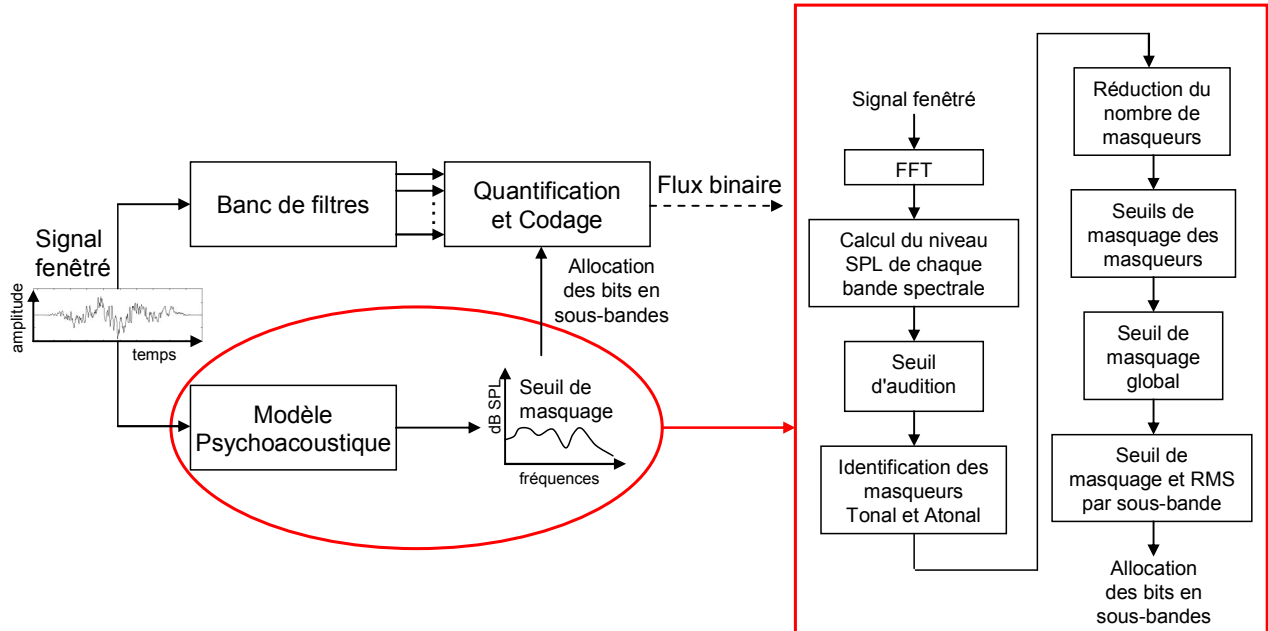 Signal
fenêtré
amplitude
temps
Banc de filtres
Quantification
et Codage
Flux binaire
Allocation
des bits en
sous-bandes
Modèle
Psychoacoustique
dB SPL
Seuil de
masquage
fréquences
Signal fenêtré
FFT
Calcul du niveau
SPL de chaque
bande spectrale
Seuil
d'audition
Identification des
masqueurs
Tonal et Atonal
Réduction du
nombre de
masqueurs
Seuils de
masquage des
masqueurs
Seuil de
masquage
global
Seuil de
masquage et RMS
par sous-bande
Allocation
des bits en
sous-bandes